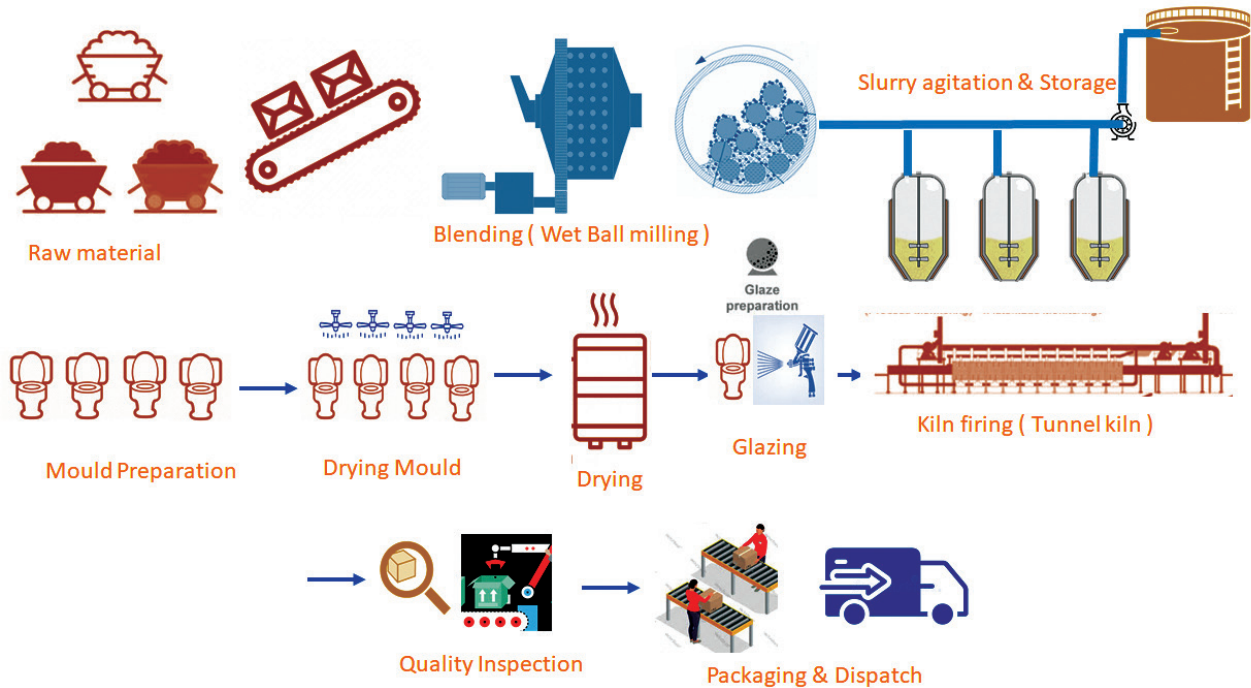 Slurry agitation & Storage
Blending ( Wet Ball milling )
Raw material
Glaze
preparation
Mould Preparation
Drying Mould
Drying
Glazing
Kiln firing ( Tunnel kiln )
Quality Inspection
Packaging & Dispatch